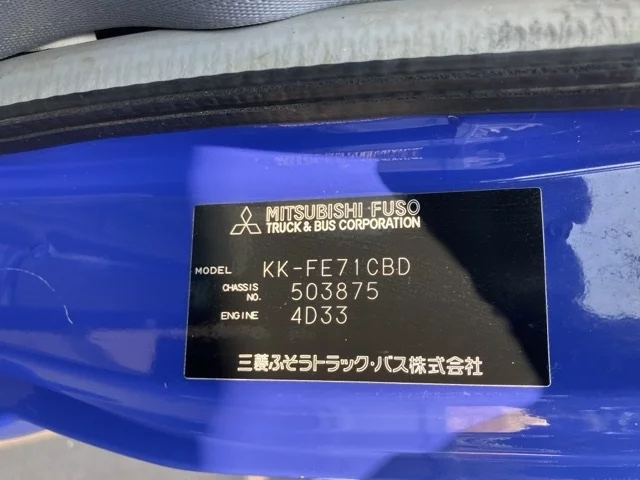 MITSUBISHI FUSO
TRUCK & BUS CORPORATION
MODEL KK-FE71CBD
CHASSIS NO. 503875
ENGINE 4D33
三菱ふそうトラック・バス株式会社